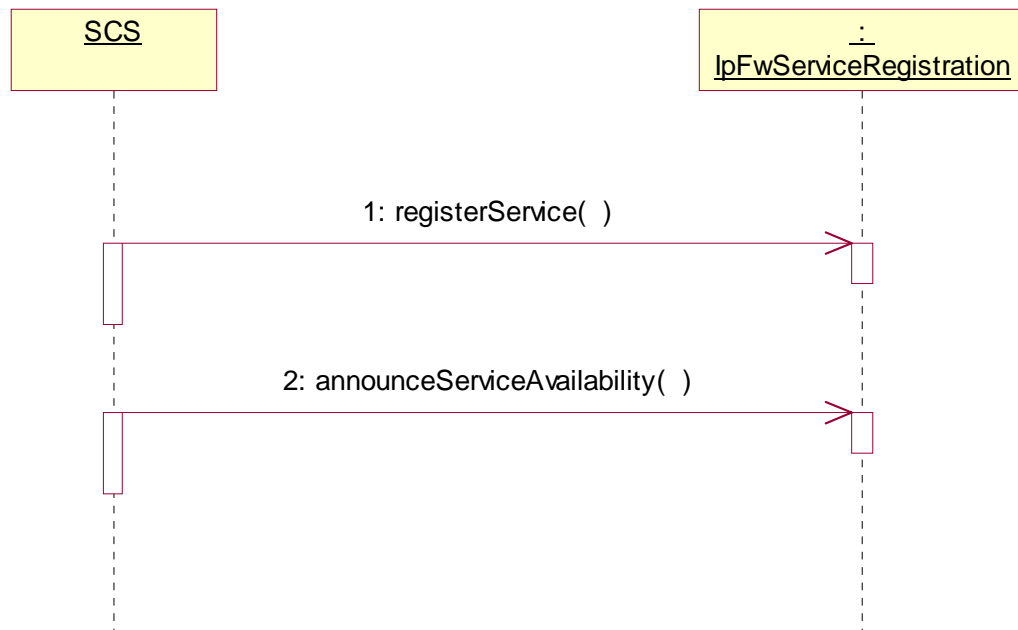 SCS
:
IpFwServiceRegistration
1: registerService(  )
2: announceServiceAvailability(  )